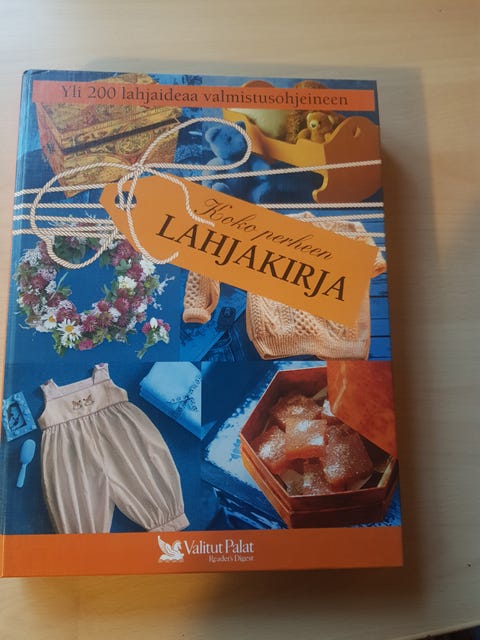 Yli 200 lahjaideaa valmistusohjeineen
Koko perheen
LAHJAKIRJA
Valitut Palat
Reader's Digest